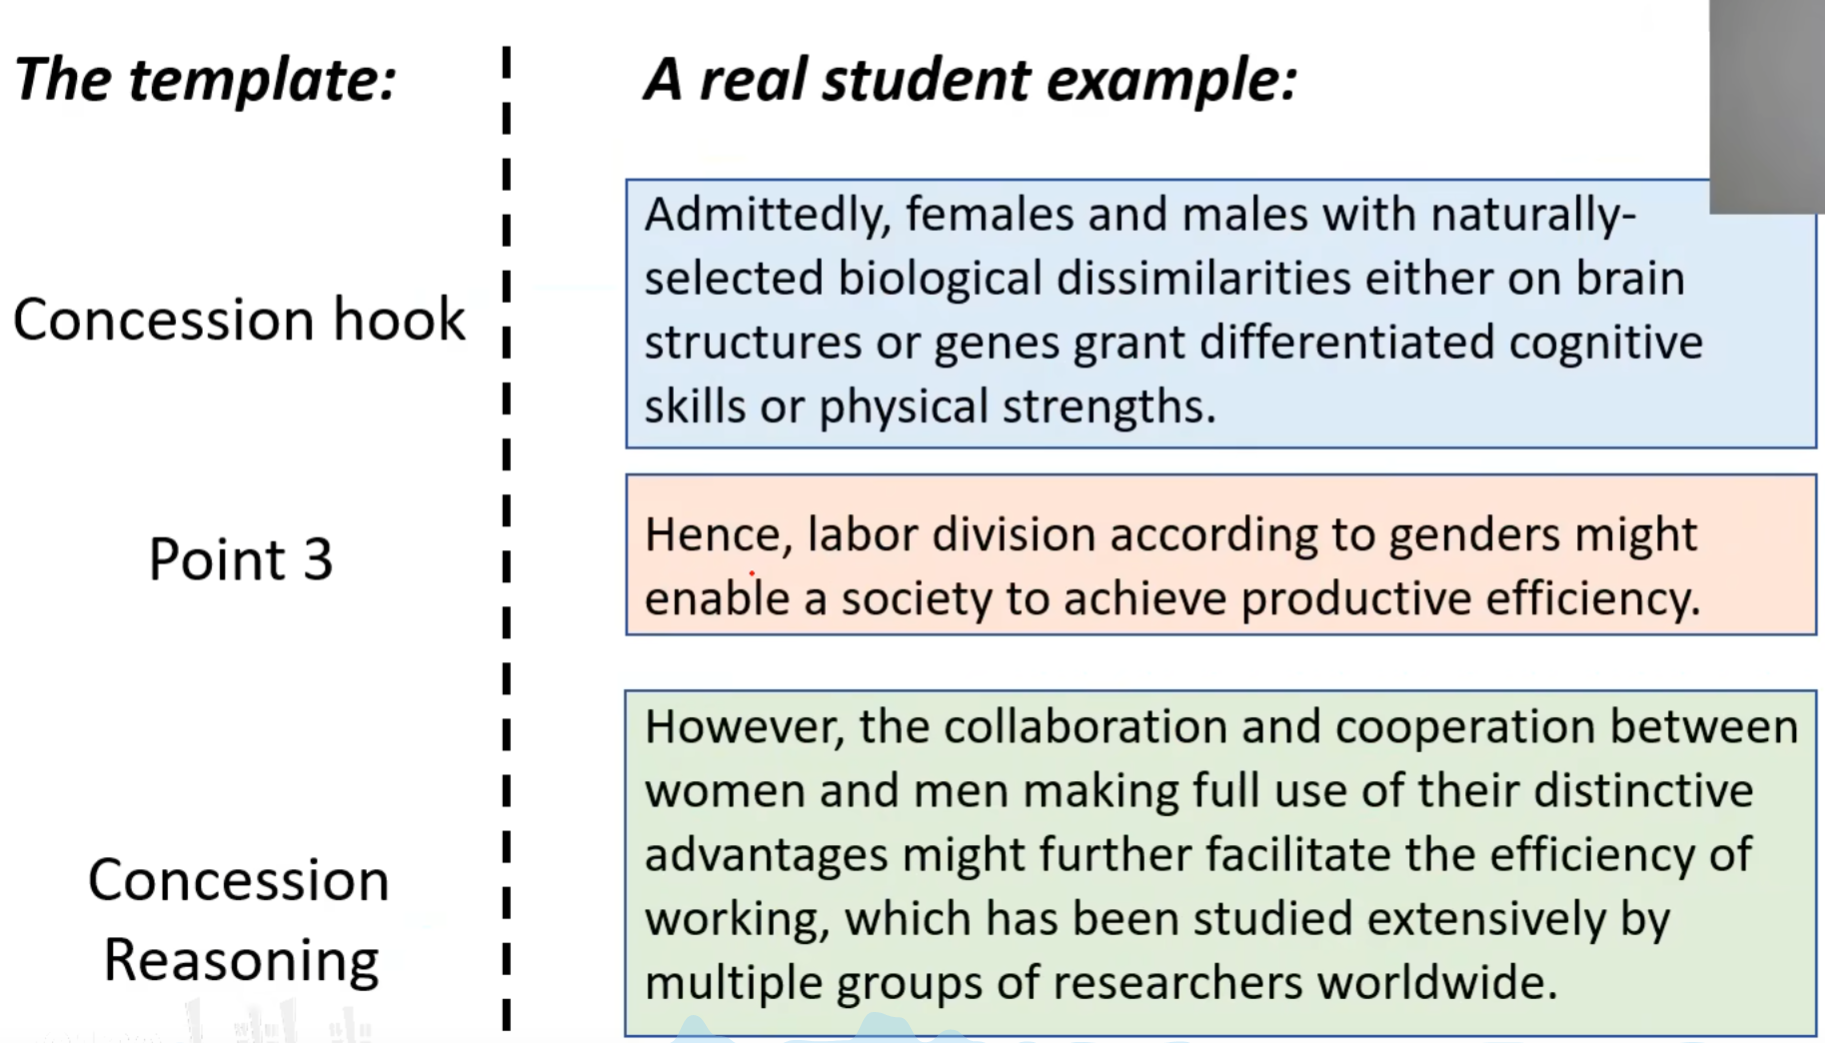 The template:
A real student example:
Concession hook
Admittedly, females and males with naturally-
selected biological dissimilarities either on brain
structures or genes grant differentiated cognitive
skills or physical strengths.
Point 3
Hence, labor division according to genders might
enable a society to achieve productive efficiency.
Concession
Reasoning
However, the collaboration and cooperation between
women and men making full use of their distinctive
advantages might further facilitate the efficiency of
working, which has been studied extensively by
multiple groups of researchers worldwide.